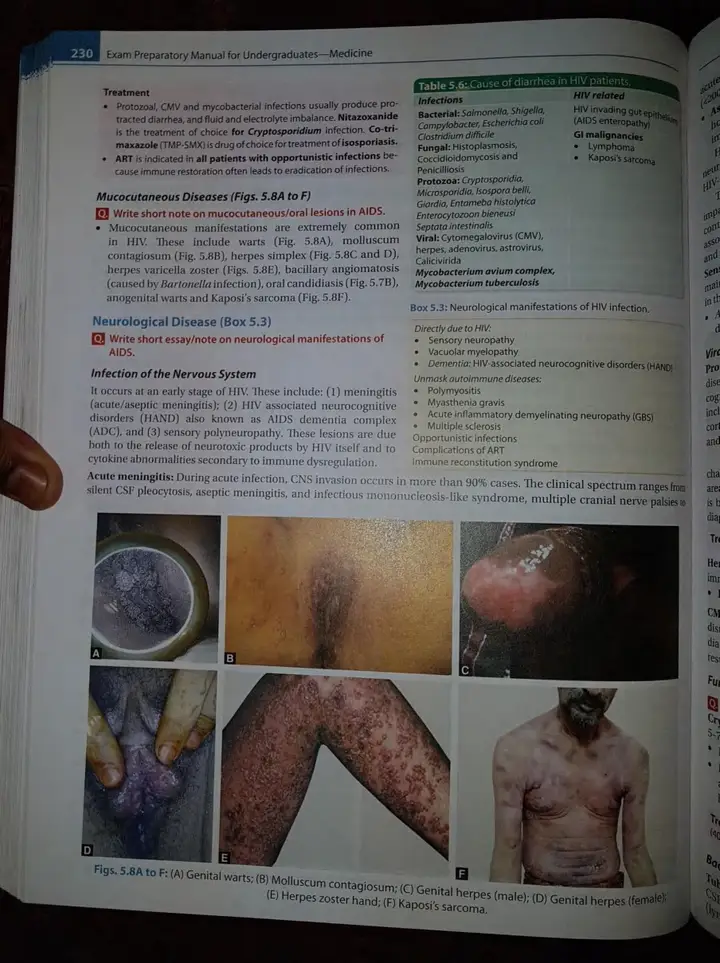 230 Exam Preparatory Manual for Undergraduates—Medicine
Treatment
• Protozoal, CMV and mycobacterial infections usually produce pro-
tracted diarrhea, and fluid and electrolyte imbalance. Nitazoxanide
is the treatment of choice for Cryptosporidium infection. Co-tri-
maxazole (TMP-SMX) is drug of choice for treatment of isosporiasis.
• ART is indicated in all patients with opportunistic infections be-
cause immune restoration often leads to eradication of infections.
Mucocutaneous Diseases (Figs. 5.8A to F)
Q. Write short note on mucocutaneous/oral lesions in AIDS.
• Mucocutaneous manifestations are extremely common
in HIV. These include warts (Fig. 5.8A), molluscum
contagiosum (Fig. 5.8B), herpes simplex (Fig. 5.8C and D),
herpes varicella zoster (Figs. 5.8E), bacillary angiomatosis
(caused by Bartonella infection), oral candidiasis (Fig. 5.7B),
anogenital warts and Kaposi's sarcoma (Fig. 5.8F).
Neurological Disease (Box 5.3)
Q. Write short essay/note on neurological manifestations of
AIDS.
Infection of the Nervous System
It occurs at an early stage of HIV. These include: (1) meningitis
(acute/aseptic meningitis); (2) HIV associated neurocognitive
disorders (HAND) also known as AIDS dementia complex
(ADC), and (3) sensory polyneuropathy. These lesions are due
both to the release of neurotoxic products by HIV itself and to
cytokine abnormalities secondary to immune dysregulation.
Table 5.6: Cause of diarrhea in HIV patients.
Infections
Bacterial: Salmonella, Shigella,
Campylobacter, Escherichia coli
Clostridium difficile
Fungal: Histoplasmosis,
Coccidioidomycosis and
Penicilliosis
Protozoa: Cryptosporidia,
Microsporidia, Isospora belli,
Giardia, Entameba histolytica
Enterocytozoon bieneusi
Septata intestinalis
Viral: Cytomegalovirus (CMV),
herpes, adenovirus, astrovirus,
Calicivirida
Mycobacterium avium complex,
Mycobacterium tuberculosis
HIV related
HIV invading gut epithelium
(AIDS enteropathy)
GI malignancies
• Lymphoma
• Kaposi's sarcoma
Box 5.3: Neurological manifestations of HIV infection.
Directly due to HIV:
• Sensory neuropathy
• Vacuolar myelopathy
• Dementia: HIV-associated neurocognitive disorders (HAND)
Unmask autoimmune diseases:
• Polymyositis
• Myasthenia gravis
• Acute inflammatory demyelinating neuropathy (GBS)
• Multiple sclerosis
Opportunistic infections
Complications of ART
Immune reconstitution syndrome
Acute meningitis: During acute infection, CNS invasion occurs in more than 90% cases. The clinical spectrum ranges from
silent CSF pleocytosis, aseptic meningitis, and infectious mononucleosis-like syndrome, multiple cranial nerve palsies to
A
B
C
D
E
F
Figs. 5.8A to F: (A) Genital warts; (B) Molluscum contagiosum; (C) Genital herpes (male); (D) Genital herpes (female);
(E) Herpes zoster hand; (F) Kaposi's sarcoma.